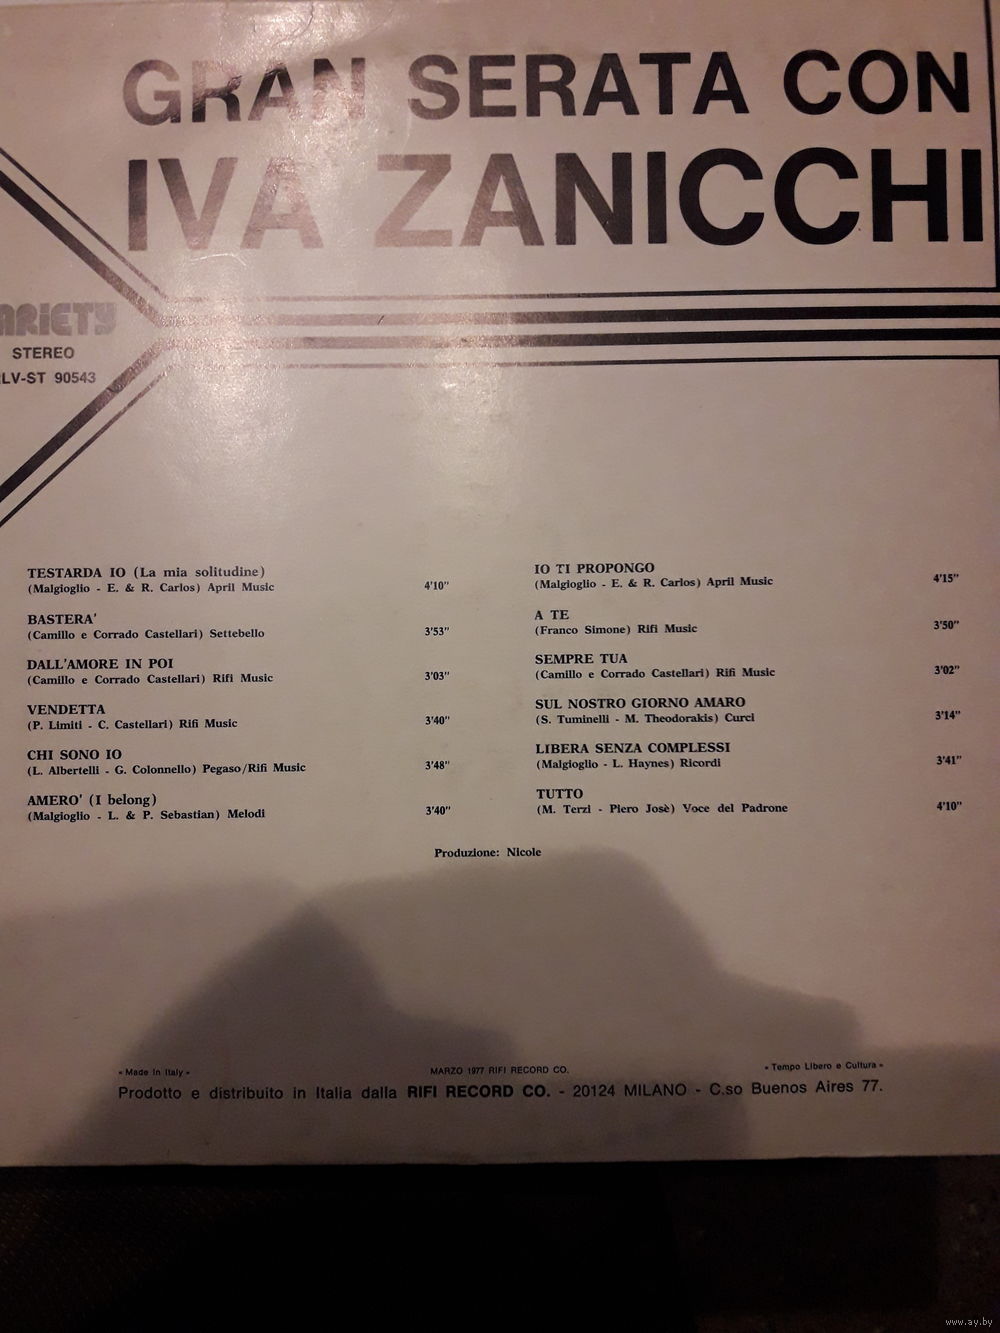 GRAN SERATA CON
IVA ZANICCHI
ARIETY
STEREO
LV-ST 90543
TESTARDA IO (La mia solitudine)
(Malgioglio - E. & R. Carlos) April Music 4'10"
BASTERA'
(Camillo e Corrado Castellari) Settebello 3'53"
DALL'AMORE IN POI
(Camillo e Corrado Castellari) Rifi Music 3'03"
VENDETTA
(P. Limiti - C. Castellari) Rifi Music 3'40"
CHI SONO IO
(L. Albertelli - G. Colonnello) Pegaso/Rifi Music 3'48"
AMERO' (I belong)
(Malgioglio - L. & P. Sebastian) Melodi 3'40"
IO TI PROPONGO
(Malgioglio - E. & R. Carlos) April Music 4'15"
A TE
(Franco Simone) Rifi Music 3'50"
SEMPRE TUA
(Camillo e Corrado Castellari) Rifi Music 3'02"
SUL NOSTRO GIORNO AMARO
(S. Tuminelli - M. Theodorakis) Curci 3'14"
LIBERA SENZA COMPLESSI
(Malgioglio - L. Haynes) Ricordi 3'41"
TUTTO
(M. Terzi - Piero Josè) Voce del Padrone 4'10"
Produzione: Nicole
« Made in Italy »
MARZO 1977 RIFI RECORD CO.
« Tempo Libero e Cultura »
Prodotto e distribuito in Italia dalla RIFI RECORD CO. - 20124 MILANO - C.so Buenos Aires 77.
www.ay.by